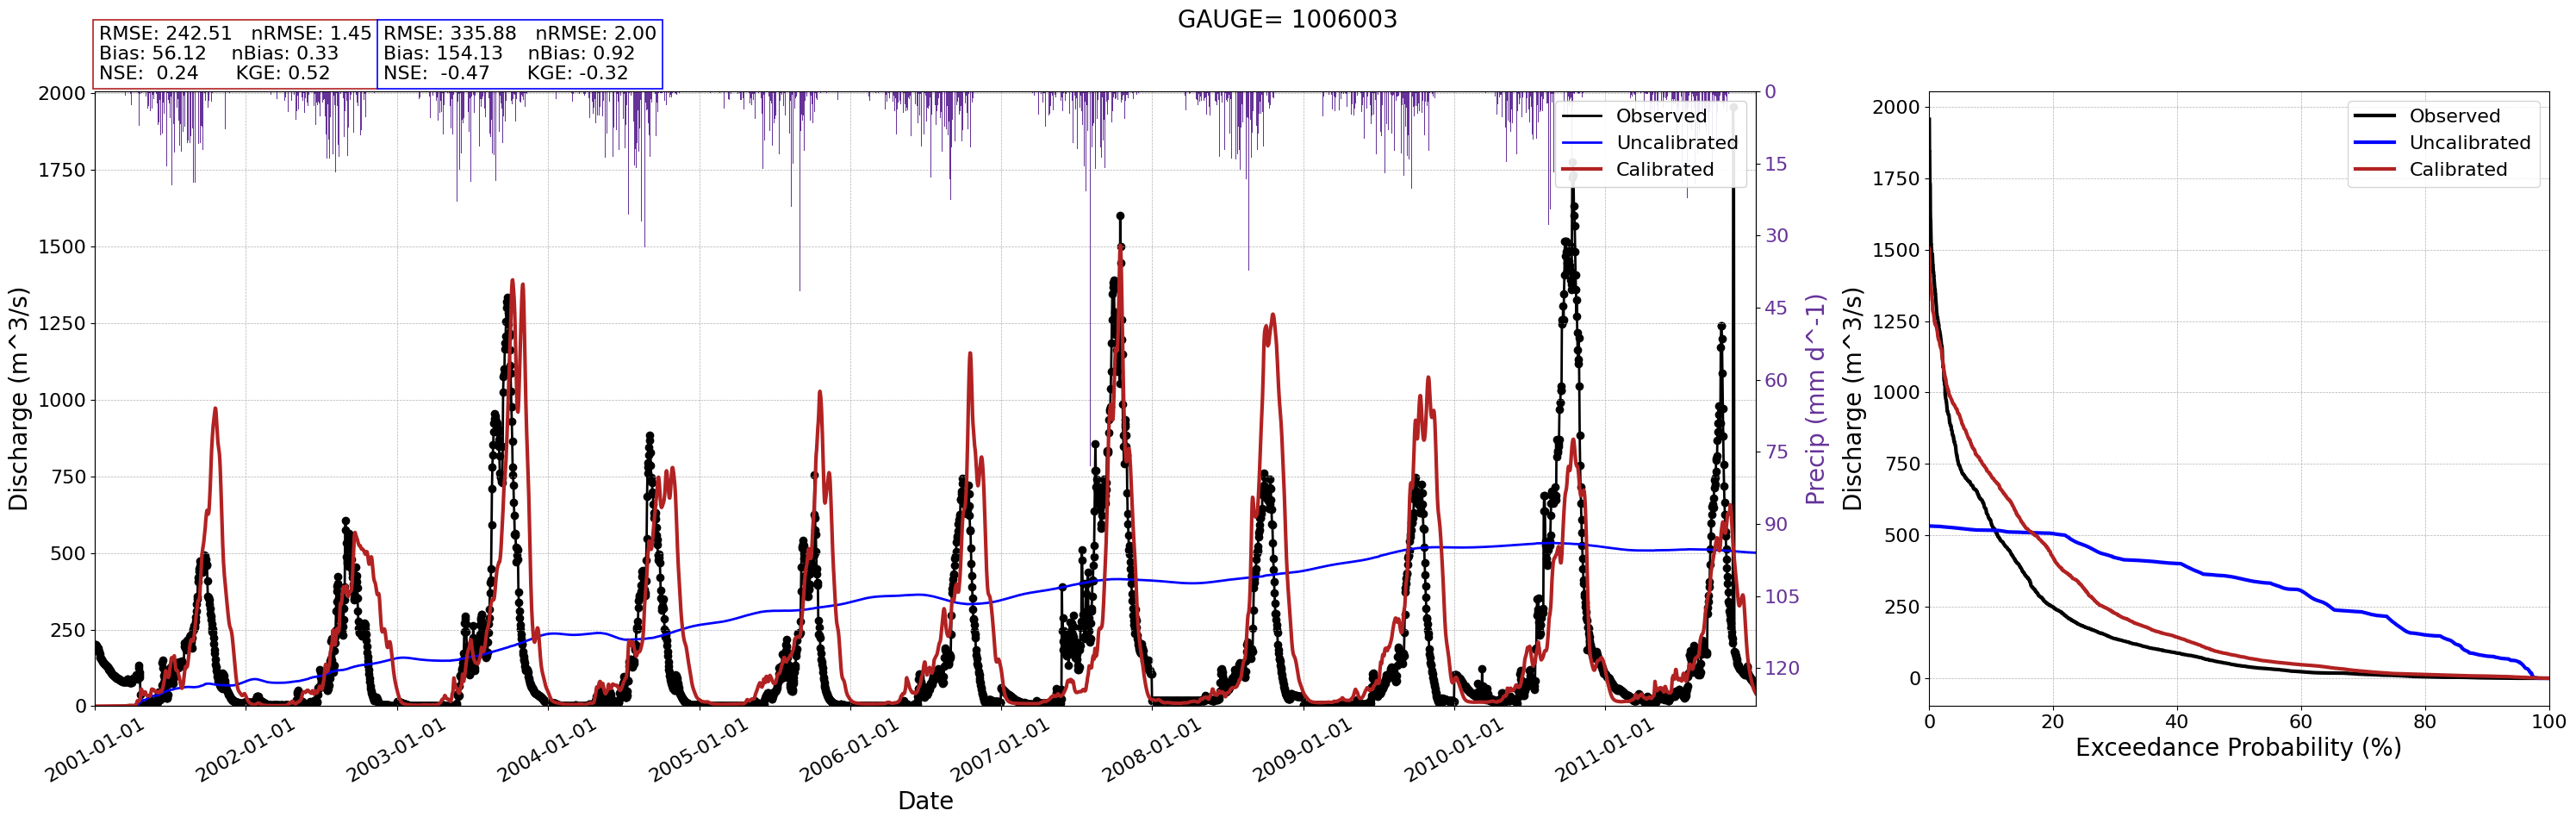 GAUGE= 1006003
RMSE: 242.51 nRMSE: 1.45
Bias: 56.12 nBias: 0.33
NSE: 0.24 KGE: 0.52
RMSE: 335.88 nRMSE: 2.00
Bias: 154.13 nBias: 0.92
NSE: -0.47 KGE: -0.32
Discharge (m^3/s)
2000
1750
1500
1250
1000
750
500
250
0
Observed
Uncalibrated
Calibrated
0
15
30
45
60
75
90
105
120
Precip (mm d^-1)
2001-01-01
2002-01-01
2003-01-01
2004-01-01
2005-01-01
2006-01-01
2007-01-01
2008-01-01
2009-01-01
2010-01-01
2011-01-01
Date
Discharge (m^3/s)
2000
1750
1500
1250
1000
750
500
250
0
Observed
Uncalibrated
Calibrated
0
20
40
60
80
100
Exceedance Probability (%)